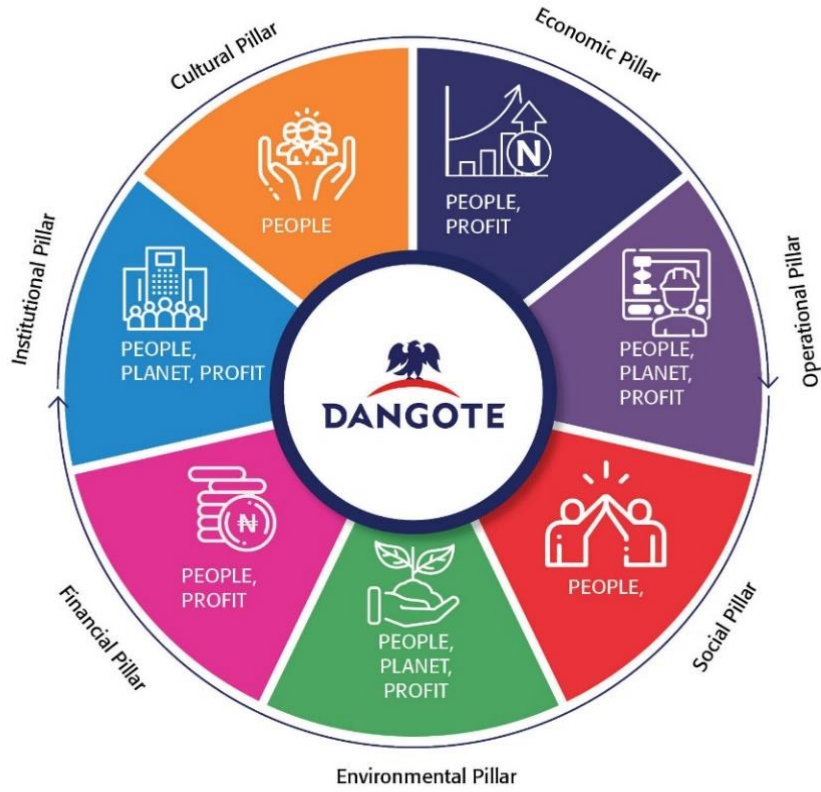 Cultural Pillar
Economic Pillar
Operational Pillar
Social Pillar
Environmental Pillar
Financial Pillar
Institutional Pillar
PEOPLE
N
PEOPLE,
PROFIT
PEOPLE,
PLANET,
PROFIT
PEOPLE,
PEOPLE,
PLANET,
PROFIT
₦
PEOPLE,
PROFIT
PEOPLE,
PLANET, PROFIT
DANGOTE